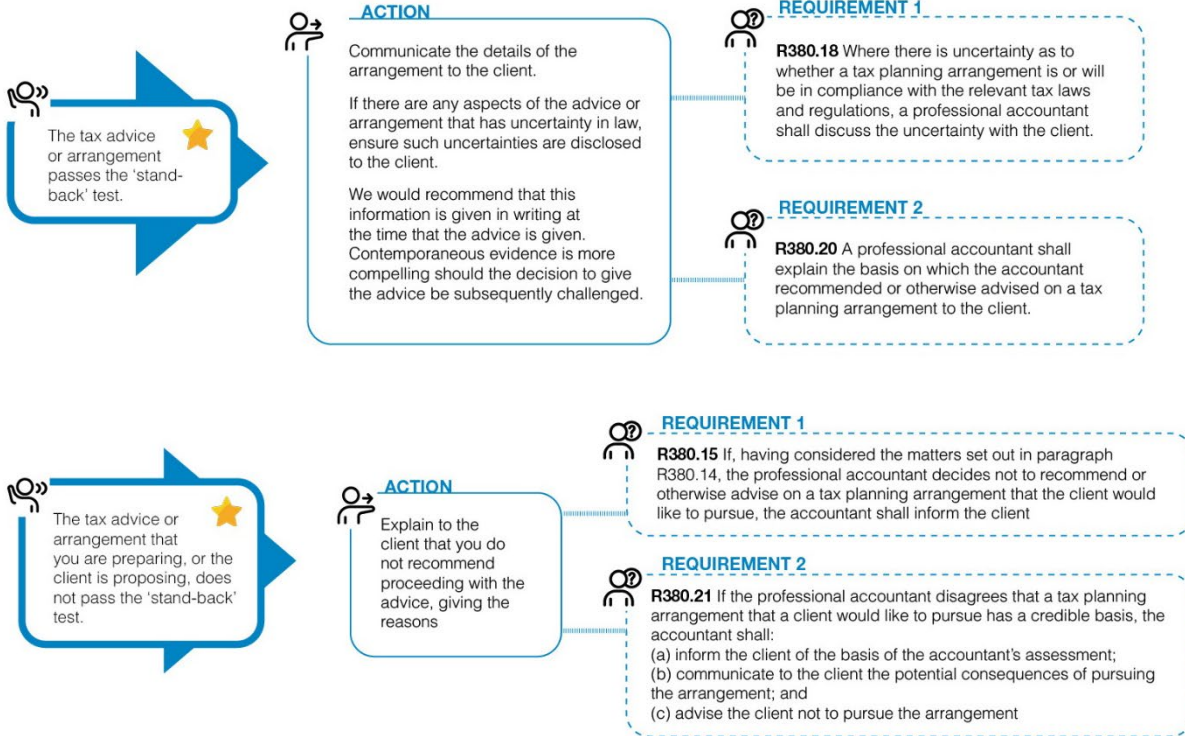 The tax advice
or arrangement
passes the ‘stand-
back’ test.
ACTION
Communicate the details of the
arrangement to the client.
If there are any aspects of the advice or
arrangement that has uncertainty in law,
ensure such uncertainties are disclosed
to the client.
We would recommend that this
information is given in writing at
the time that the advice is given.
Contemporaneous evidence is more
compelling should the decision to give
the advice be subsequently challenged.
REQUIREMENT 1
R380.18 Where there is uncertainty as to
whether a tax planning arrangement is or will
be in compliance with the relevant tax laws
and regulations, a professional accountant
shall discuss the uncertainty with the client.
REQUIREMENT 2
R380.20 A professional accountant shall
explain the basis on which the accountant
recommended or otherwise advised on a tax
planning arrangement to the client.
The tax advice or
arrangement that
you are preparing, or the
client is proposing, does
not pass the ‘stand-back’
test.
ACTION
Explain to the
client that you do
not recommend
proceeding with the
advice, giving the
reasons
REQUIREMENT 1
R380.15 If, having considered the matters set out in paragraph
R380.14, the professional accountant decides not to recommend or
otherwise advise on a tax planning arrangement that the client would
like to pursue, the accountant shall inform the client
REQUIREMENT 2
R380.21 If the professional accountant disagrees that a tax planning
arrangement that a client would like to pursue has a credible basis, the
accountant shall:
(a) inform the client of the basis of the accountant’s assessment;
(b) communicate to the client the potential consequences of pursuing
the arrangement; and
(c) advise the client not to pursue the arrangement